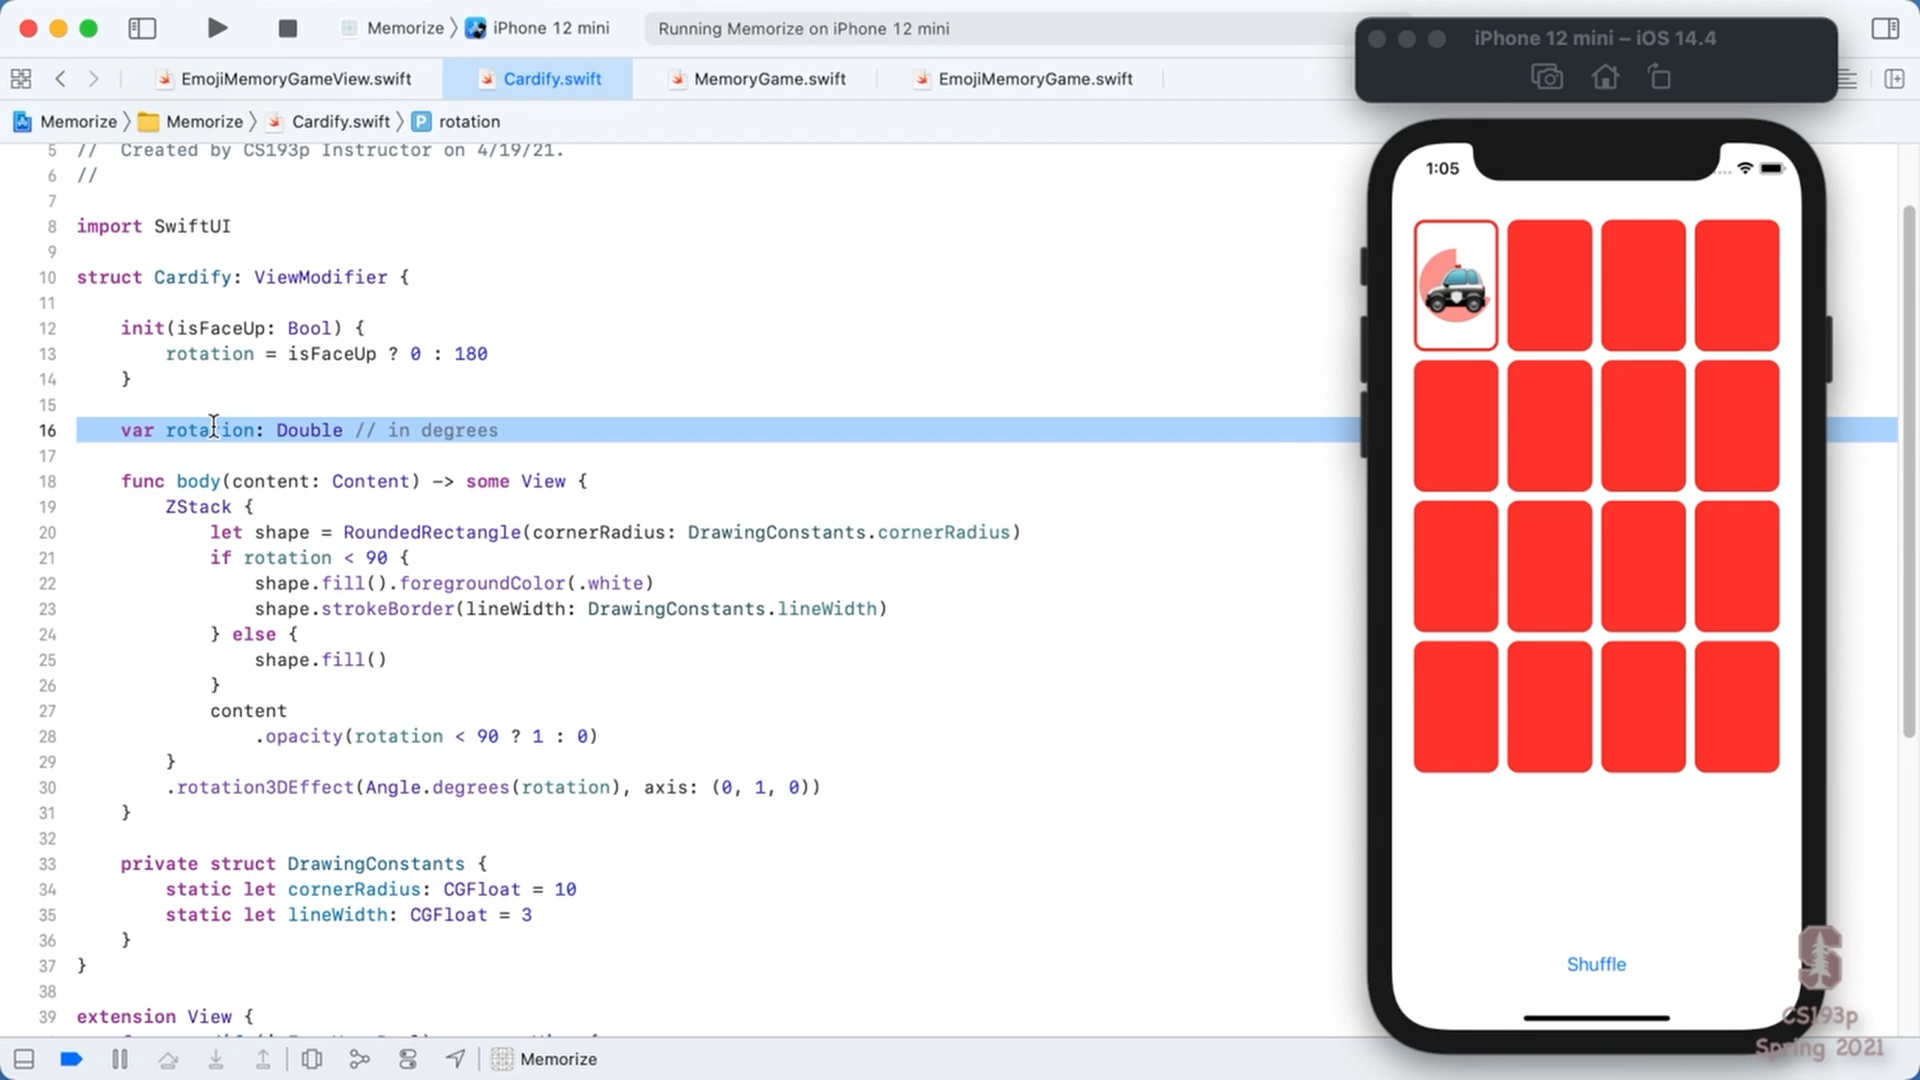 Memorize 〉 iPhone 12 mini
Running Memorize on iPhone 12 mini
iPhone 12 mini – iOS 14.4
EmojiMemoryGameView.swift
Cardify.swift
MemoryGame.swift
EmojiMemoryGame.swift
Memorize 〉 Memorize 〉 Cardify.swift 〉 P rotation
5 //  Created by CS193p Instructor on 4/19/21.
6 //
7
8 import SwiftUI
9
10 struct Cardify: ViewModifier {
11
12     init(isFaceUp: Bool) {
13         rotation = isFaceUp ? 0 : 180
14     }
15
16     var rotation: Double // in degrees
17
18     func body(content: Content) -> some View {
19         ZStack {
20             let shape = RoundedRectangle(cornerRadius: DrawingConstants.cornerRadius)
21             if rotation < 90 {
22                 shape.fill().foregroundColor(.white)
23                 shape.strokeBorder(lineWidth: DrawingConstants.lineWidth)
24             } else {
25                 shape.fill()
26             }
27             content
28                 .opacity(rotation < 90 ? 1 : 0)
29         }
30         .rotation3DEffect(Angle.degrees(rotation), axis: (0, 1, 0))
31     }
32
33     private struct DrawingConstants {
34         static let cornerRadius: CGFloat = 10
35         static let lineWidth: CGFloat = 3
36     }
37 }
38
39 extension View {
1:05
Shuffle
S
CS193p
Spring 2021
Memorize